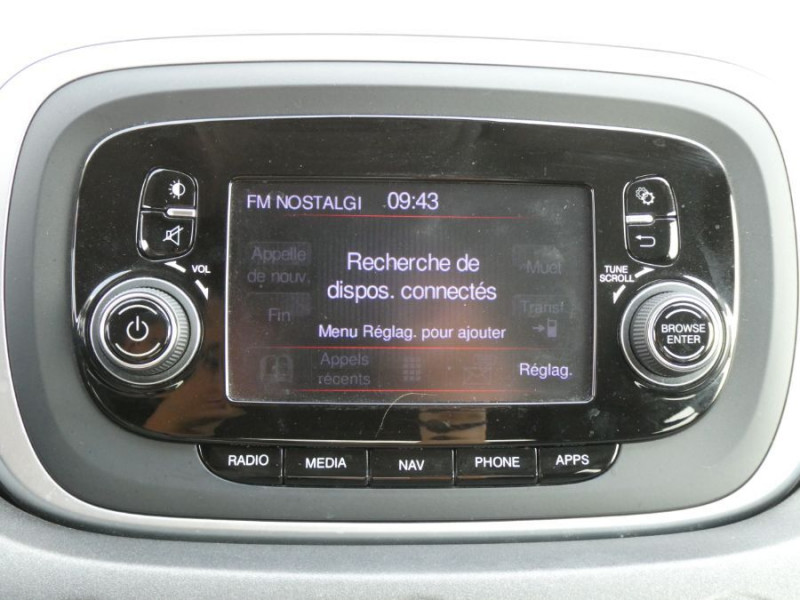 FM NOSTALGI 09:43
Appelle
de nouv.
Recherche de
dispos. connectés
Muet
Fin
Transf.
Menu Réglag. pour ajouter
Appels
récents
Réglag.
VOL
TUNE
SCROLL
BROWSE
ENTER
RADIO
MEDIA
NAV
PHONE
APPS